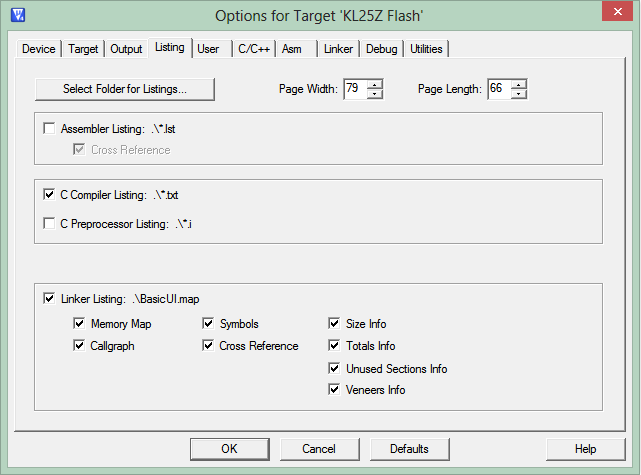 Options for Target 'KL25Z Flash'
Device Target Output Listing User C/C++ Asm Linker Debug Utilities
Select Folder for Listings... Page Width: 79 Page Length: 66
Assembler Listing: .\*.lst
Cross Reference
C Compiler Listing: .\*.txt
C Preprocessor Listing: .\*.i
Linker Listing: .\BasicUI.map
Memory Map Symbols Size Info
Callgraph Cross Reference Totals Info
Unused Sections Info
Veneers Info
OK Cancel Defaults Help